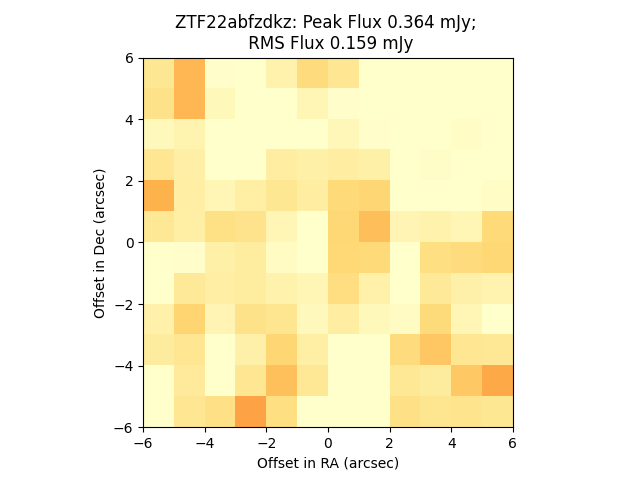 ZTF22abfzdkz: Peak Flux 0.364 mJy;
RMS Flux 0.159 mJy
6
4
2
0
−2
−4
−6
Offset in Dec (arcsec)
−6 −4 −2 0 2 4 6
Offset in RA (arcsec)